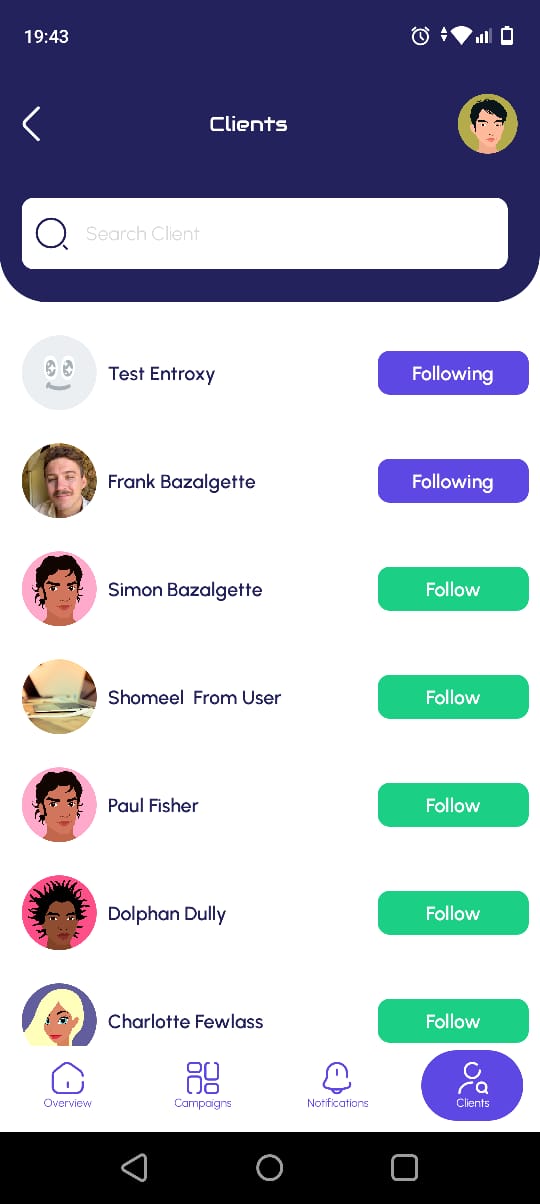 19:43
Clients
Search Client
Test Entroxy Following
Frank Bazalgette Following
Simon Bazalgette Follow
Shomeel  From User Follow
Paul Fisher Follow
Dolphan Dully Follow
Charlotte Fewlass Follow
Overview Campaigns Notifications Clients